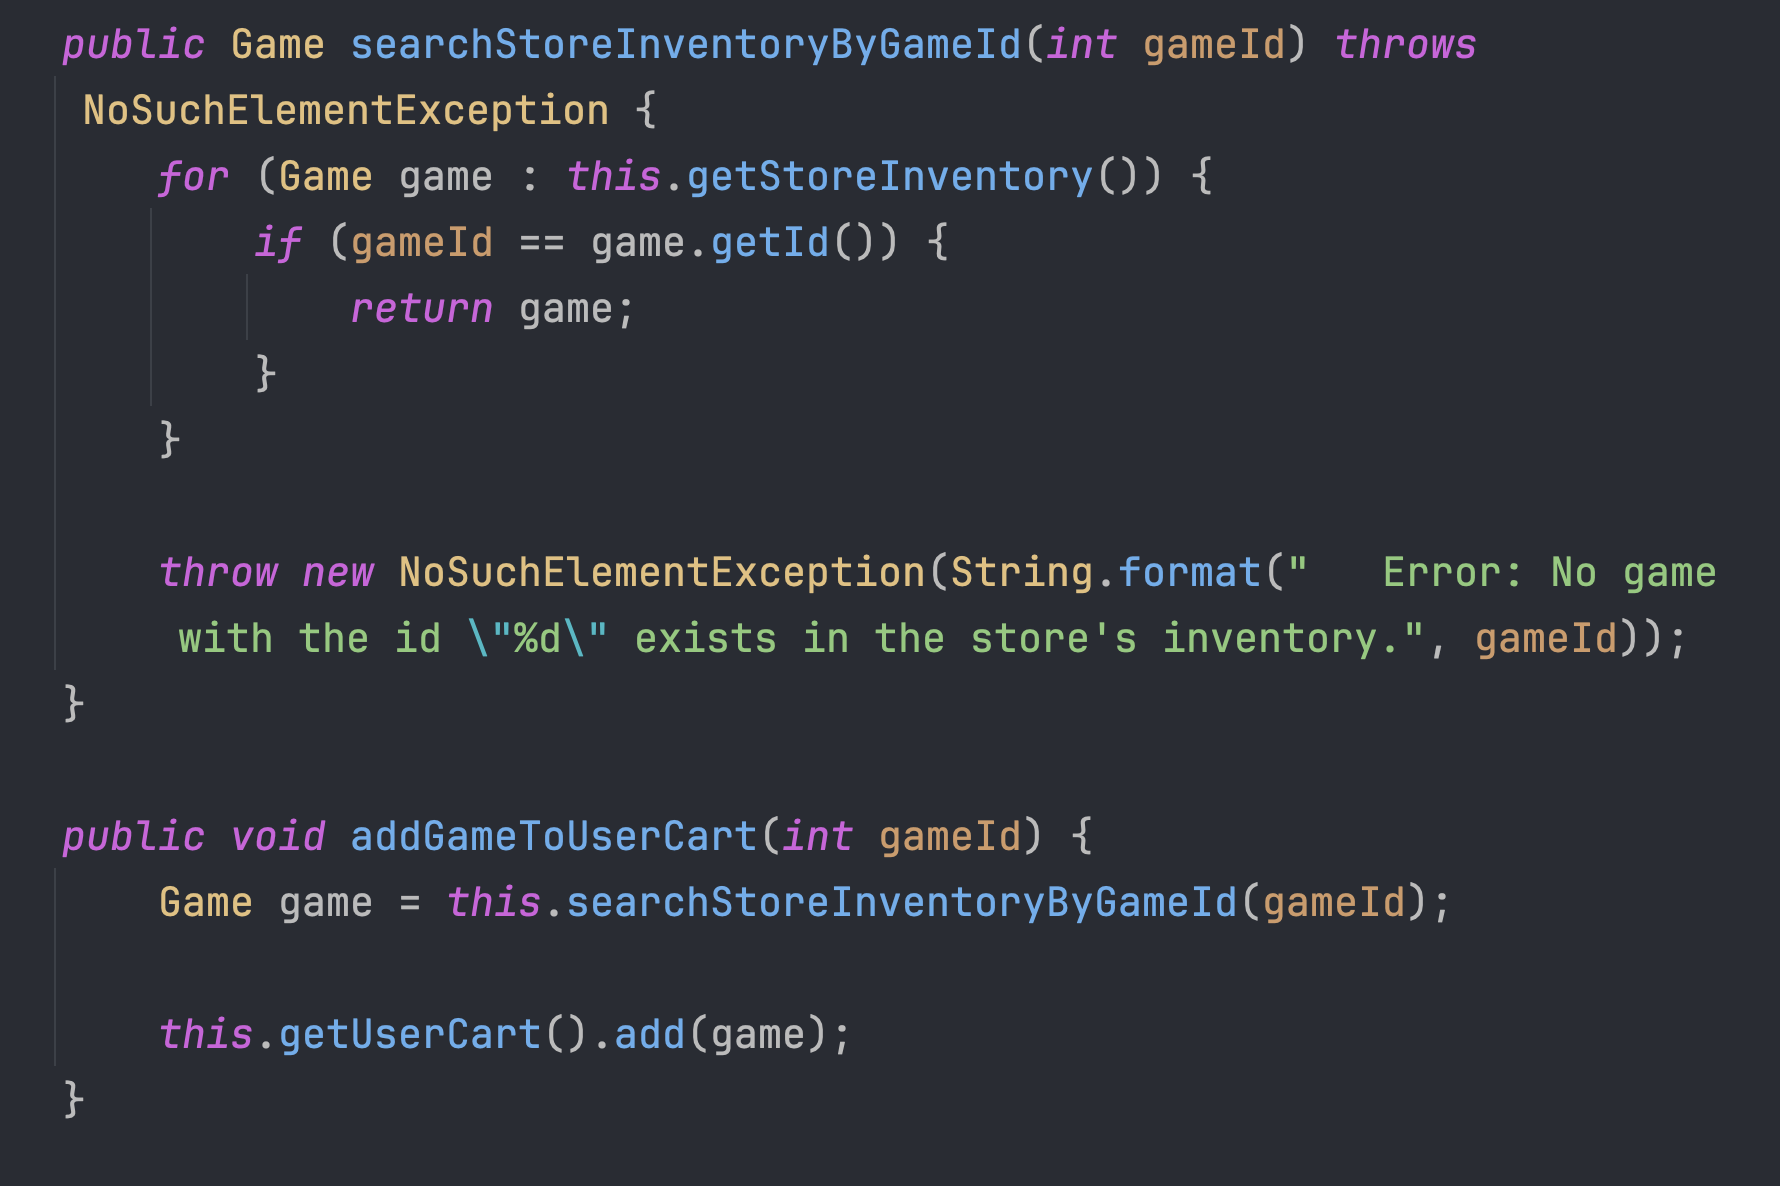 public Game searchStoreInventoryByGameId(int gameId) throws
NoSuchElementException {
for (Game game : this.getStoreInventory()) {
if (gameId == game.getId()) {
return game;
}
}
throw new NoSuchElementException(String.format("   Error: No game
with the id \"%d\" exists in the store's inventory.", gameId));
}
public void addGameToUserCart(int gameId) {
Game game = this.searchStoreInventoryByGameId(gameId);
this.getUserCart().add(game);
}